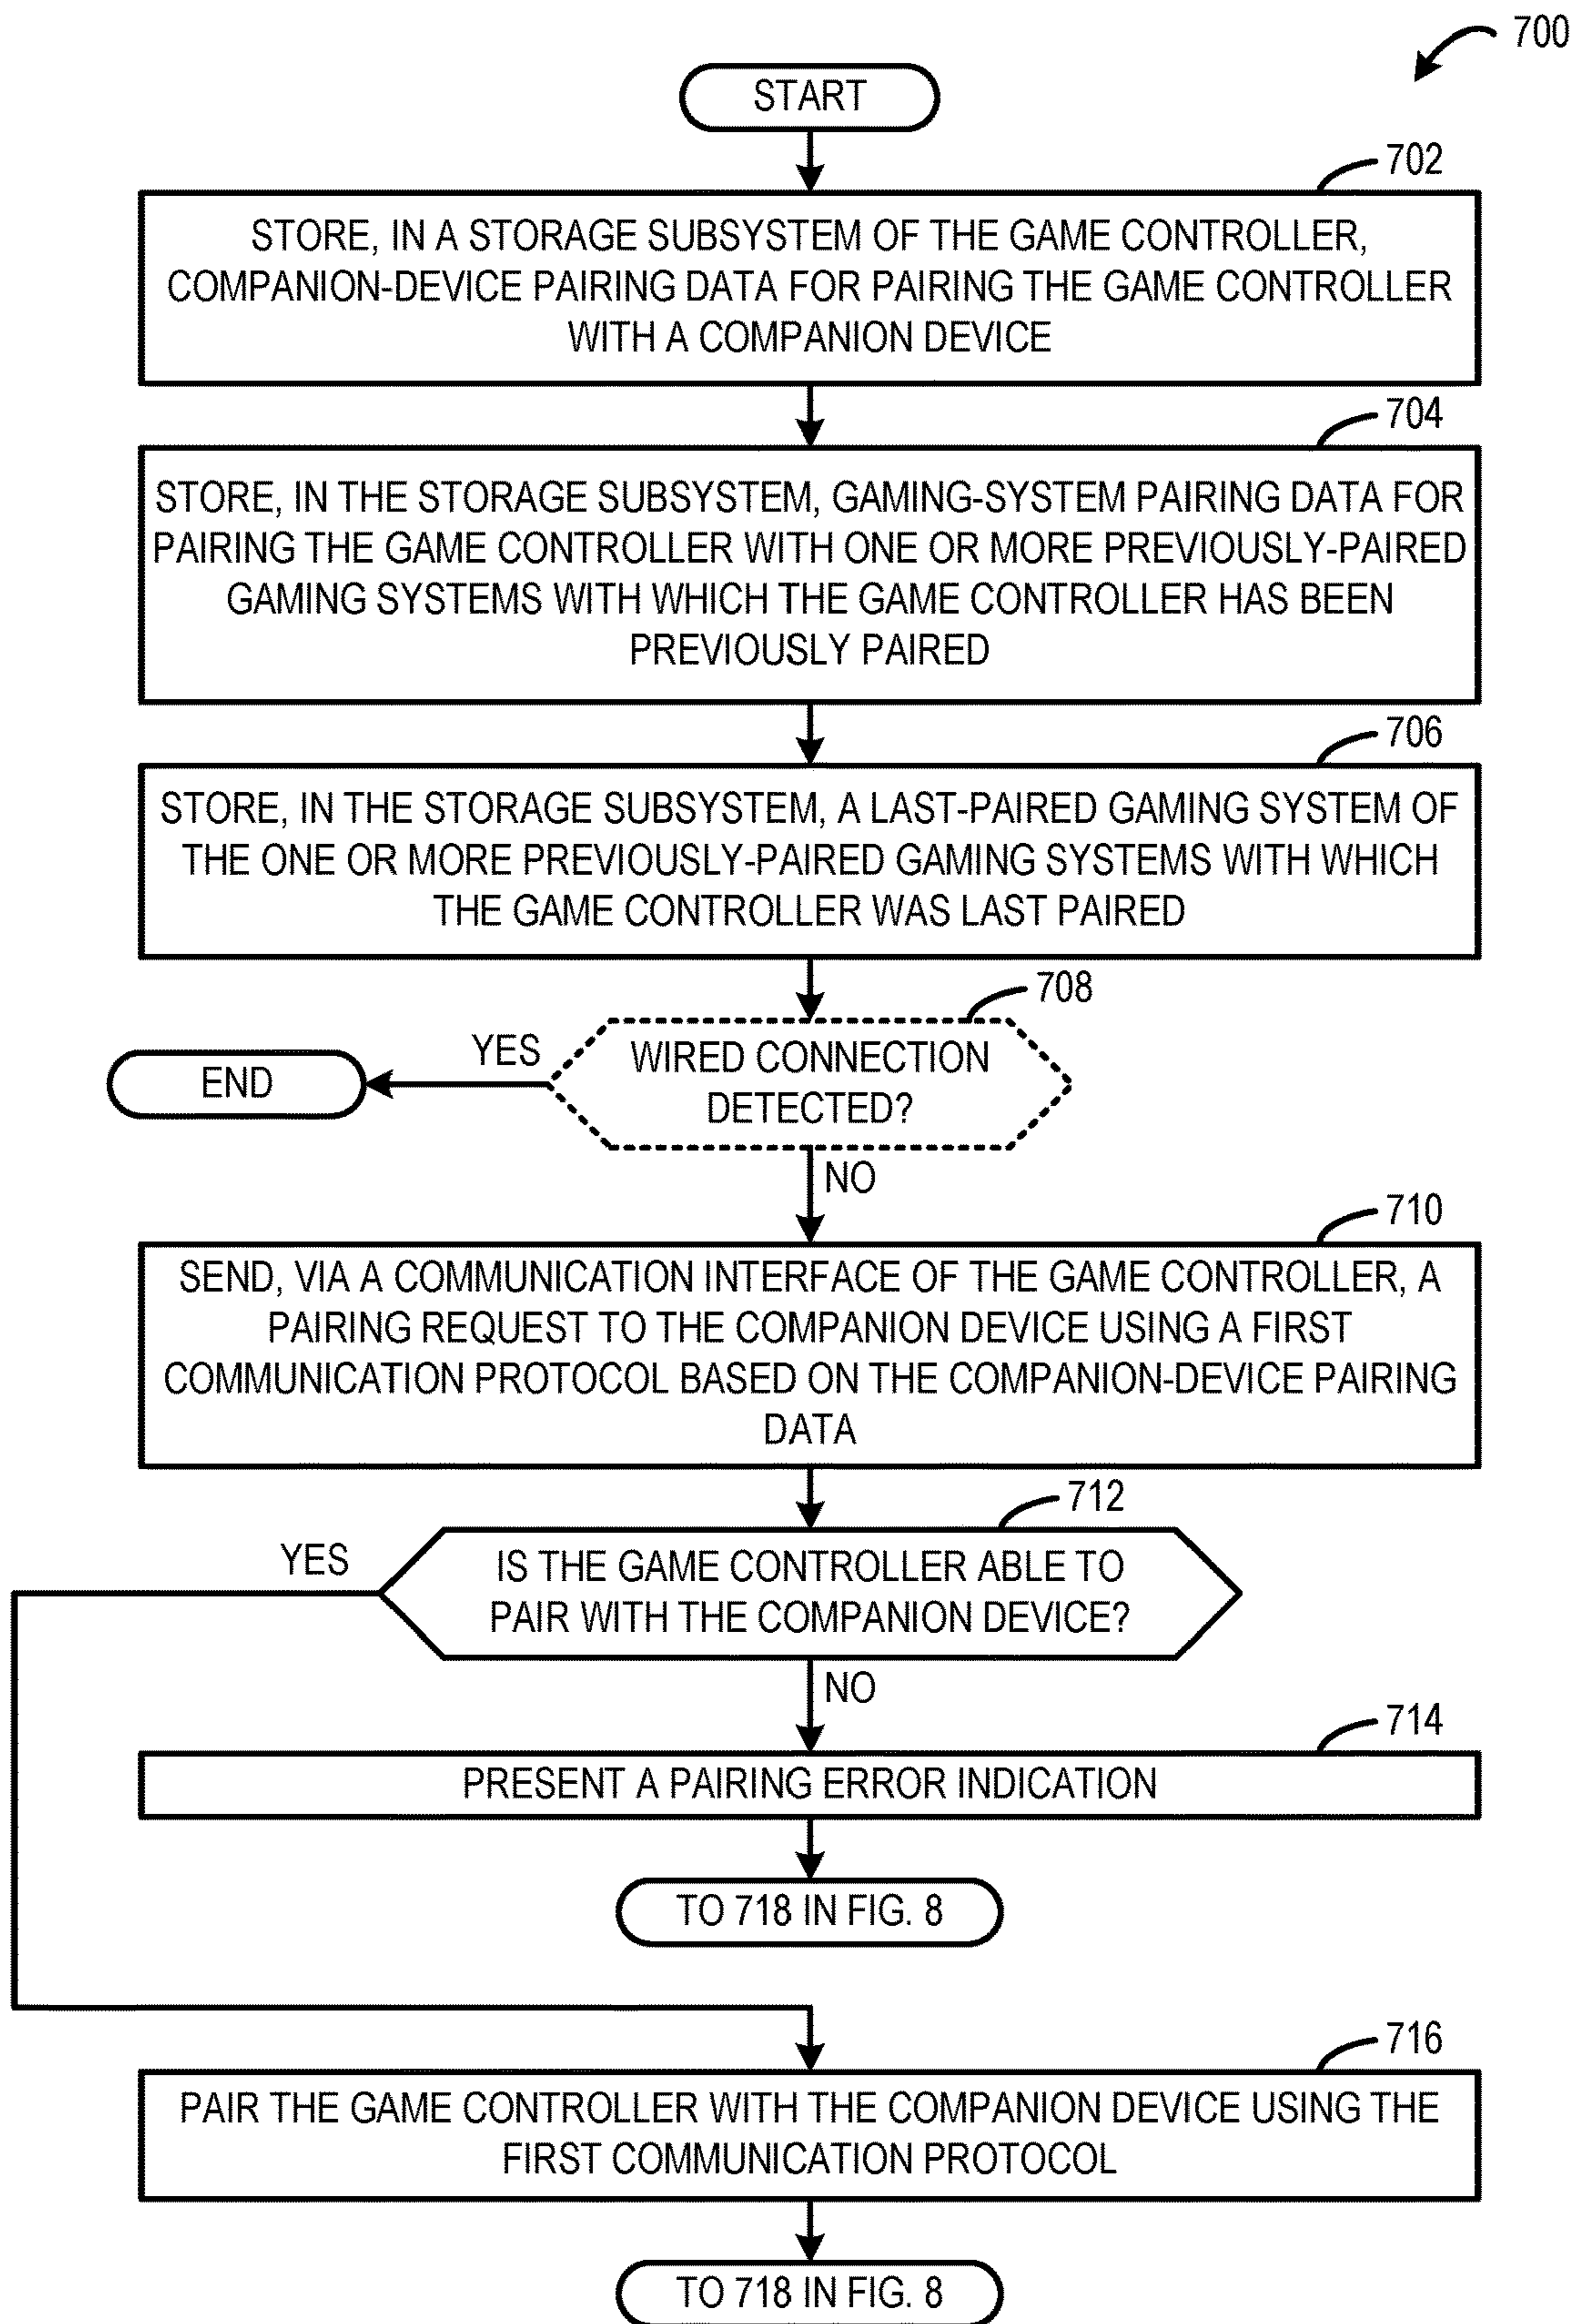 700
START
702
STORE, IN A STORAGE SUBSYSTEM OF THE GAME CONTROLLER,
COMPANION-DEVICE PAIRING DATA FOR PAIRING THE GAME CONTROLLER
WITH A COMPANION DEVICE
704
STORE, IN THE STORAGE SUBSYSTEM, GAMING-SYSTEM PAIRING DATA FOR
PAIRING THE GAME CONTROLLER WITH ONE OR MORE PREVIOUSLY-PAIRED
GAMING SYSTEMS WITH WHICH THE GAME CONTROLLER HAS BEEN
PREVIOUSLY PAIRED
706
STORE, IN THE STORAGE SUBSYSTEM, A LAST-PAIRED GAMING SYSTEM OF
THE ONE OR MORE PREVIOUSLY-PAIRED GAMING SYSTEMS WITH WHICH
THE GAME CONTROLLER WAS LAST PAIRED
708
WIRED CONNECTION
DETECTED?
YES
END
NO
710
SEND, VIA A COMMUNICATION INTERFACE OF THE GAME CONTROLLER, A
PAIRING REQUEST TO THE COMPANION DEVICE USING A FIRST
COMMUNICATION PROTOCOL BASED ON THE COMPANION-DEVICE PAIRING
DATA
712
YES
IS THE GAME CONTROLLER ABLE TO
PAIR WITH THE COMPANION DEVICE?
NO
714
PRESENT A PAIRING ERROR INDICATION
TO 718 IN FIG. 8
716
PAIR THE GAME CONTROLLER WITH THE COMPANION DEVICE USING THE
FIRST COMMUNICATION PROTOCOL
TO 718 IN FIG. 8